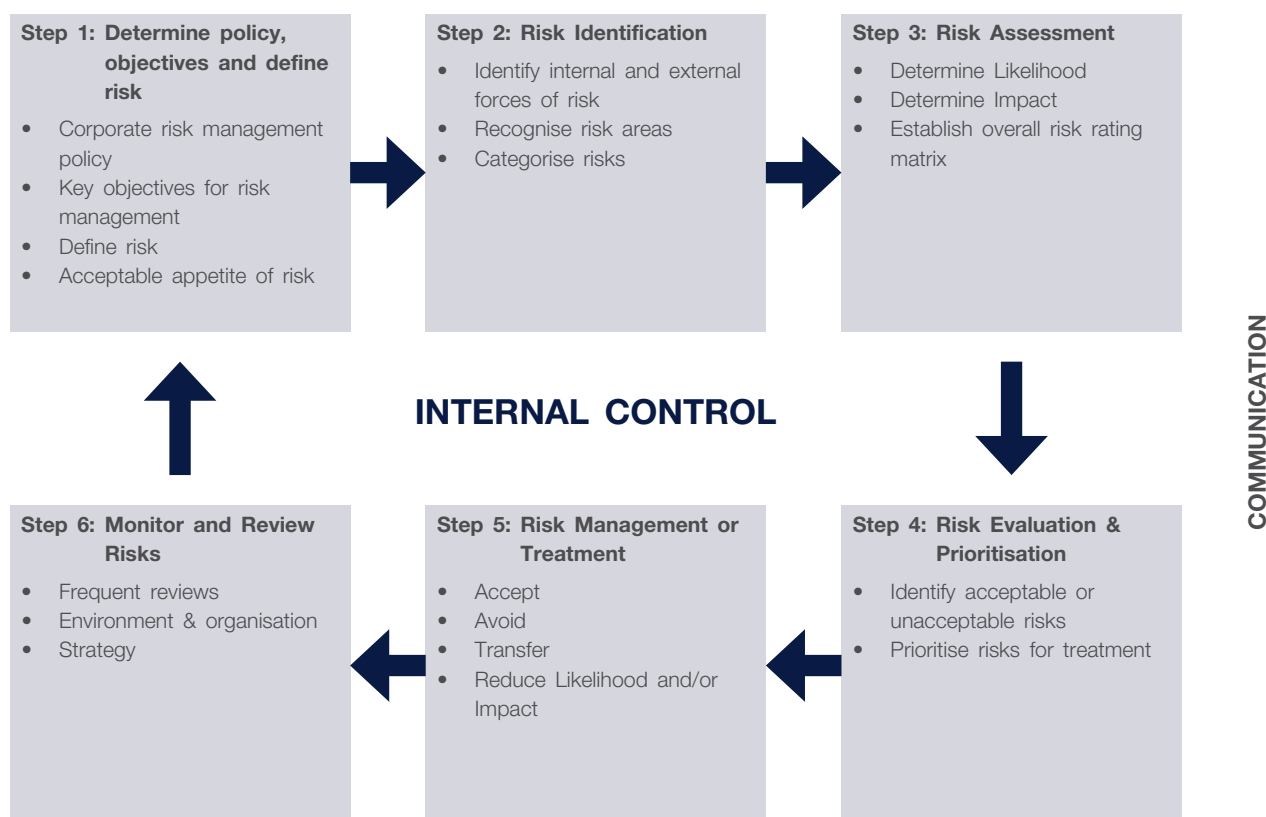 Step 1: Determine policy,
objectives and define
risk
• Corporate risk management
policy
• Key objectives for risk
management
• Define risk
• Acceptable appetite of risk
Step 2: Risk Identification
• Identify internal and external
forces of risk
• Recognise risk areas
• Categorise risks
Step 3: Risk Assessment
• Determine Likelihood
• Determine Impact
• Establish overall risk rating
matrix
INTERNAL CONTROL
COMMUNICATION
Step 6: Monitor and Review
Risks
• Frequent reviews
• Environment & organisation
• Strategy
Step 5: Risk Management or
Treatment
• Accept
• Avoid
• Transfer
• Reduce Likelihood and/or
Impact
Step 4: Risk Evaluation &
Prioritisation
• Identify acceptable or
unacceptable risks
• Prioritise risks for treatment